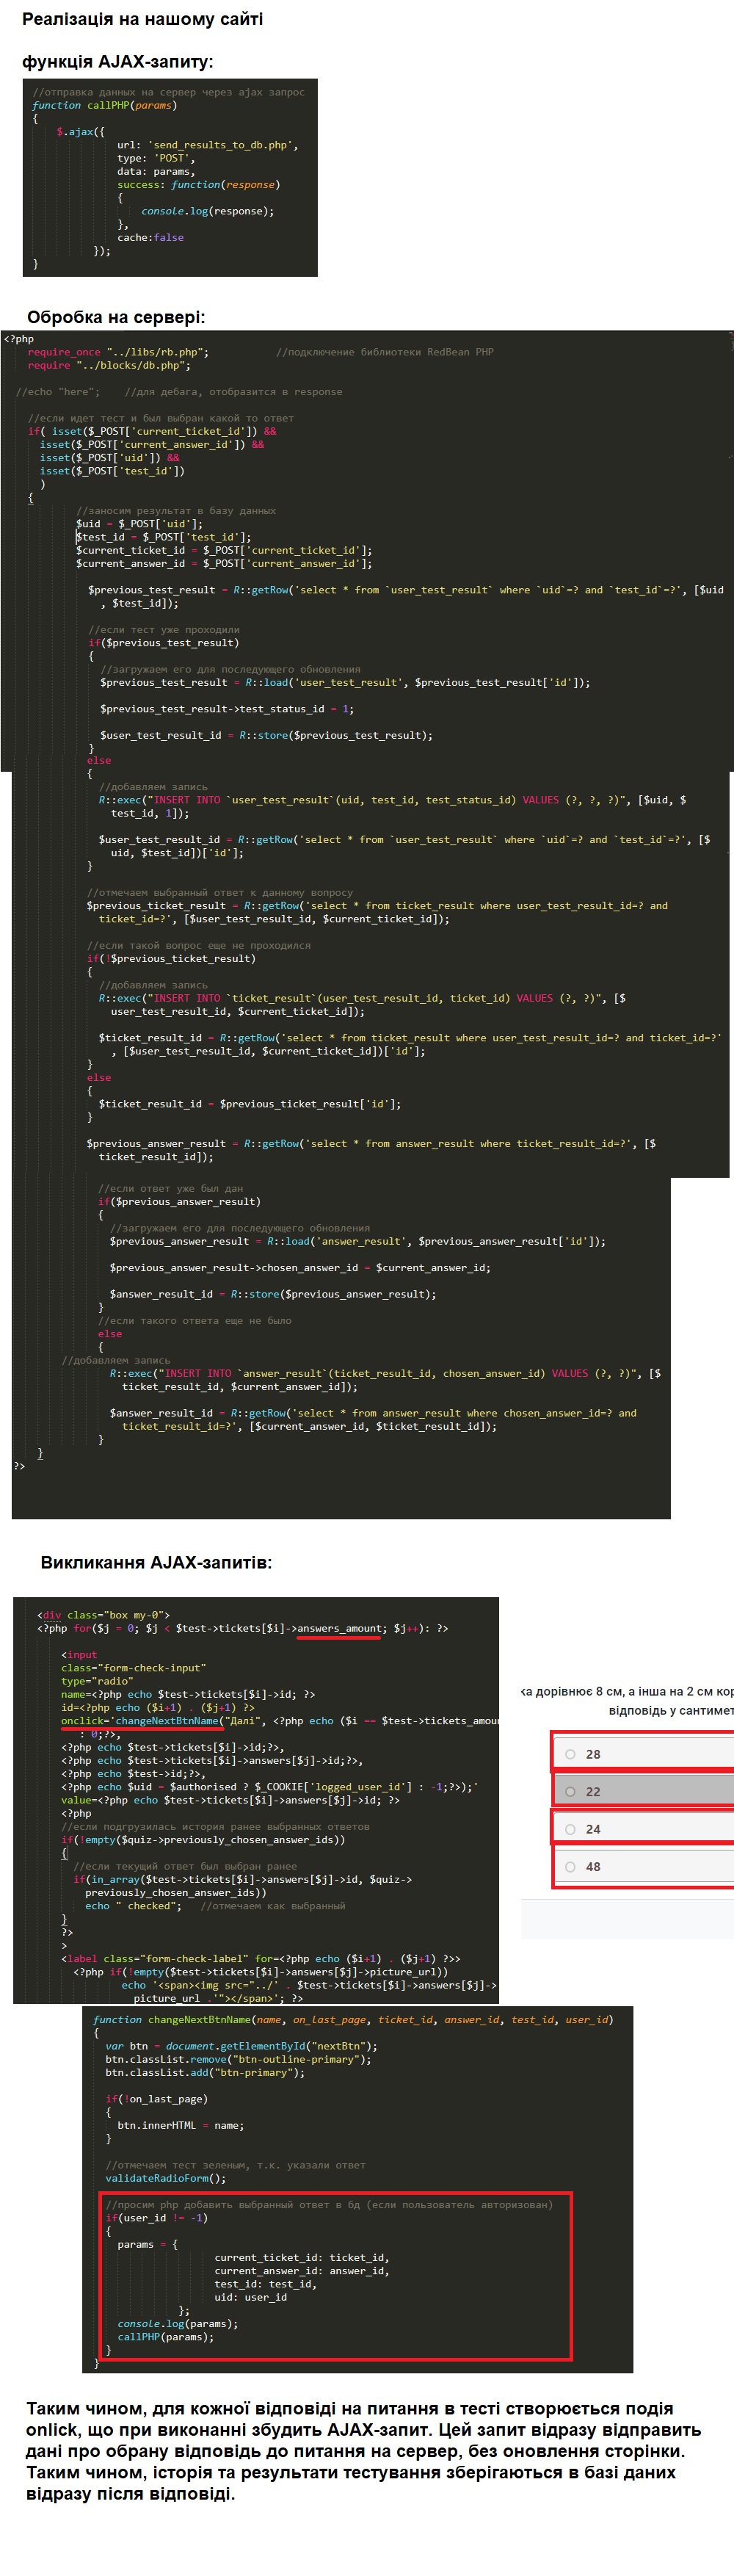 Реалізація на нашому сайті
функція AJAX-запиту:
//отправка данных на сервер через ajax запрос
function callPHP(params)
{
$.ajax({
url: 'send_results_to_db.php',
type: 'POST',
data: params,
success: function(response)
{
console.log(response);
},
cache:false
});
}
Обробка на сервері:
<?php
require_once "../libs/rb.php"; //подключение библиотеки RedBean PHP
require "../blocks/db.php";
//echo "here"; //для дебага, отобразится в response
//если идет тест и был выбран какой то ответ
if( isset($_POST['current_ticket_id']) &&
isset($_POST['current_answer_id']) &&
isset($_POST['uid']) &&
isset($_POST['test_id'])
)
{
//заносим результат в базу данных
$uid = $_POST['uid'];
$test_id = $_POST['test_id'];
$current_ticket_id = $_POST['current_ticket_id'];
$current_answer_id = $_POST['current_answer_id'];
$previous_test_result = R::getRow('select * from `user_test_result` where `uid`=? and `test_id`=?', [$uid
, $test_id]);
//если тест уже проходили
if($previous_test_result)
{
//загружаем его для последующего обновления
$previous_test_result = R::load('user_test_result', $previous_test_result['id']);
$previous_test_result->test_status_id = 1;
$user_test_result_id = R::store($previous_test_result);
}
else
{
//добавляем запись
R::exec("INSERT INTO `user_test_result`(uid, test_id, test_status_id) VALUES (?, ?, ?)", [$uid, $
test_id, 1]);
$user_test_result_id = R::getRow('select * from `user_test_result` where `uid`=? and `test_id`=?', [$
uid, $test_id])['id'];
}
//отмечаем выбранный ответ к данному вопросу
$previous_ticket_result = R::getRow('select * from ticket_result where user_test_result_id=? and
ticket_id=?', [$user_test_result_id, $current_ticket_id]);
//если такой вопрос еще не проходился
if(!$previous_ticket_result)
{
//добавляем запись
R::exec("INSERT INTO `ticket_result`(user_test_result_id, ticket_id) VALUES (?, ?)", [$
user_test_result_id, $current_ticket_id]);
$ticket_result_id = R::getRow('select * from ticket_result where user_test_result_id=? and ticket_id=?'
, [$user_test_result_id, $current_ticket_id])['id'];
}
else
{
$ticket_result_id = $previous_ticket_result['id'];
}
$previous_answer_result = R::getRow('select * from answer_result where ticket_result_id=?', [$
ticket_result_id]);
//если ответ уже был дан
if($previous_answer_result)
{
//загружаем его для последующего обновления
$previous_answer_result = R::load('answer_result', $previous_answer_result['id']);
$previous_answer_result->chosen_answer_id = $current_answer_id;
$answer_result_id = R::store($previous_answer_result);
}
//если такого ответа еще не было
else
{
//добавляем запись
R::exec("INSERT INTO `answer_result`(ticket_result_id, chosen_answer_id) VALUES (?, ?)", [$
ticket_result_id, $current_answer_id]);
$answer_result_id = R::getRow('select * from answer_result where chosen_answer_id=? and
ticket_result_id=?', [$current_answer_id, $ticket_result_id]);
}
}
?>
Викликання AJAX-запитів:
<div class="box my-0">
<?php for($j = 0; $j < $test->tickets[$i]->answers_amount; $j++): ?>
<input
class="form-check-input"
type="radio"
name=<?php echo $test->tickets[$i]->id; ?>
id=<?php echo ($i+1) . ($j+1) ?>
onclick='changeNextBtnName("Далі", <?php echo ($i == $test->tickets_amou
: 0;?>,
<?php echo $test->tickets[$i]->id;?>,
<?php echo $test->tickets[$i]->answers[$j]->id;?>,
<?php echo $test->id;?>,
<?php echo $uid = $authorised ? $_COOKIE['logged_user_id'] : -1;?>);'
value=<?php echo $test->tickets[$i]->answers[$j]->id; ?>
<?php
//если подгрузилась история ранее выбранных ответов
if(!empty($quiz->previously_chosen_answer_ids))
{
//если текущий ответ был выбран ранее
if(in_array($test->tickets[$i]->answers[$j]->id, $quiz->
previously_chosen_answer_ids))
echo " checked"; //отмечаем как выбранный
}
?>
>
<label class="form-check-label" for=<?php echo ($i+1) . ($j+1) ?>>
<?php if(!empty($test->tickets[$i]->answers[$j]->picture_url))
echo '<span><img src="../' . $test->tickets[$i]->answers[$j]->
picture_url .'"></span>'; ?>
ка дорівнює 8 см, а інша на 2 см кор
відповідь у сантимет
28
22
24
48
function changeNextBtnName(name, on_last_page, ticket_id, answer_id, test_id, user_id)
{
var btn = document.getElementById("nextBtn");
btn.classList.remove("btn-outline-primary");
btn.classList.add("btn-primary");
if(!on_last_page)
{
btn.innerHTML = name;
}
//отмечаем тест зеленым, т.к. указали ответ
validateRadioForm();
//просим php добавить выбранный ответ в бд (если пользователь авторизован)
if(user_id != -1)
{
params = {
current_ticket_id: ticket_id,
current_answer_id: answer_id,
test_id: test_id,
uid: user_id
};
console.log(params);
callPHP(params);
}
}
Таким чином, для кожної відповіді на питання в тесті створюється подія
onlick, що при виконанні збудить AJAX-запит. Цей запит відразу відправить
дані про обрану відповідь до питання на сервер, без оновлення сторінки.
Таким чином, історія та результати тестування зберігаються в базі даних
відразу після відповіді.